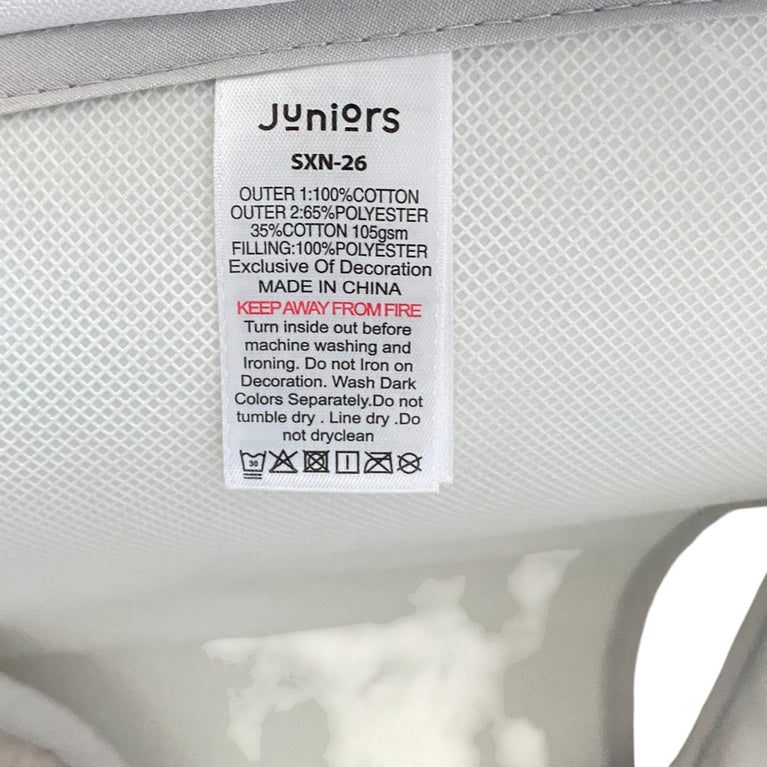 Juniors
SXN-26
OUTER 1:100%COTTON
OUTER 2:65%POLYESTER
35%COTTON 105gsm
FILLING:100%POLYESTER
Exclusive Of Decoration
MADE IN CHINA
KEEP AWAY FROM FIRE
Turn inside out before
machine washing and
Ironing. Do not Iron on
Decoration. Wash Dark
Colors Separately.Do not
tumble dry . Line dry .Do
not dryclean
30